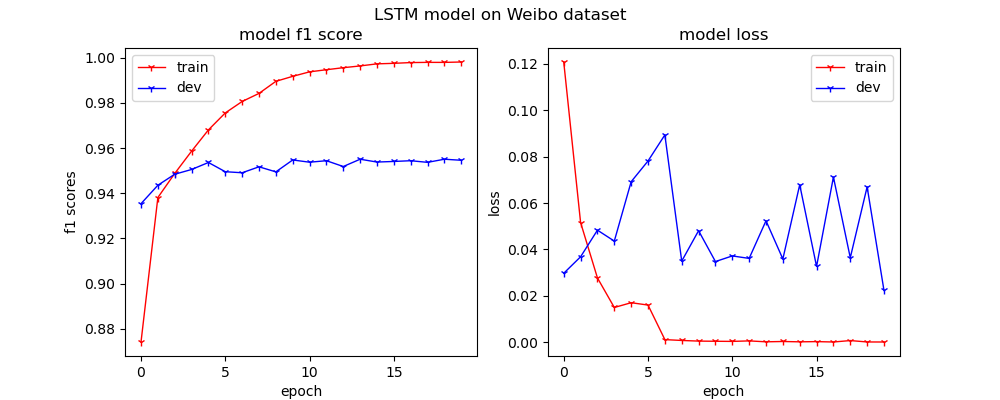 LSTM model on Weibo dataset
model f1 score
1.00
0.98
0.96
0.94
0.92
0.90
0.88
f1 scores
train
dev
0
5
10
15
epoch
model loss
0.12
0.10
0.08
0.06
0.04
0.02
0.00
loss
train
dev
0
5
10
15
epoch